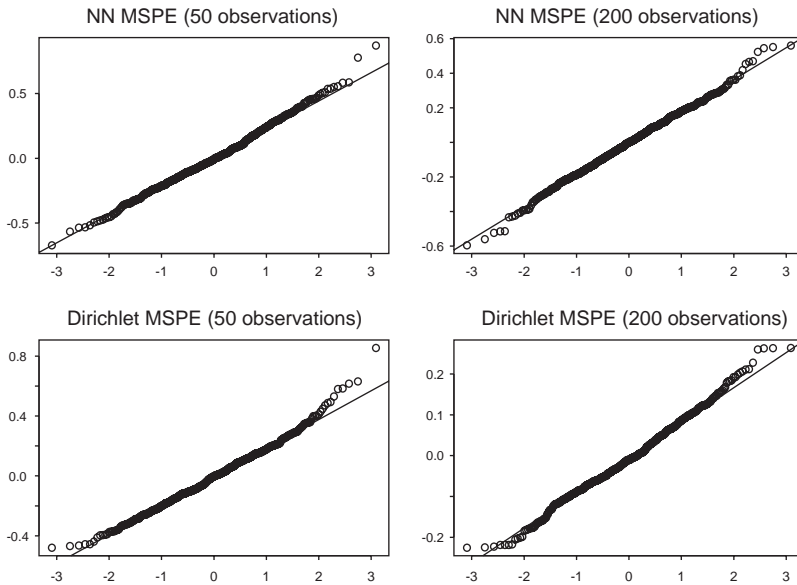 NN MSPE (50 observations)
0.5
0.0
-0.5
-3 -2 -1 0 1 2 3
NN MSPE (200 observations)
0.6
0.4
0.2
-0.2
-0.6
-3 -2 -1 0 1 2 3
Dirichlet MSPE (50 observations)
0.8
0.4
0.0
-0.4
-3 -2 -1 0 1 2 3
Dirichlet MSPE (200 observations)
0.2
0.1
0.0
-0.2
-3 -2 -1 0 1 2 3